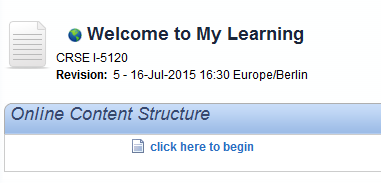 Welcome to My Learning
CRSE I-5120
Revision: 5 - 16-Jul-2015 16:30 Europe/Berlin
Online Content Structure
click here to begin